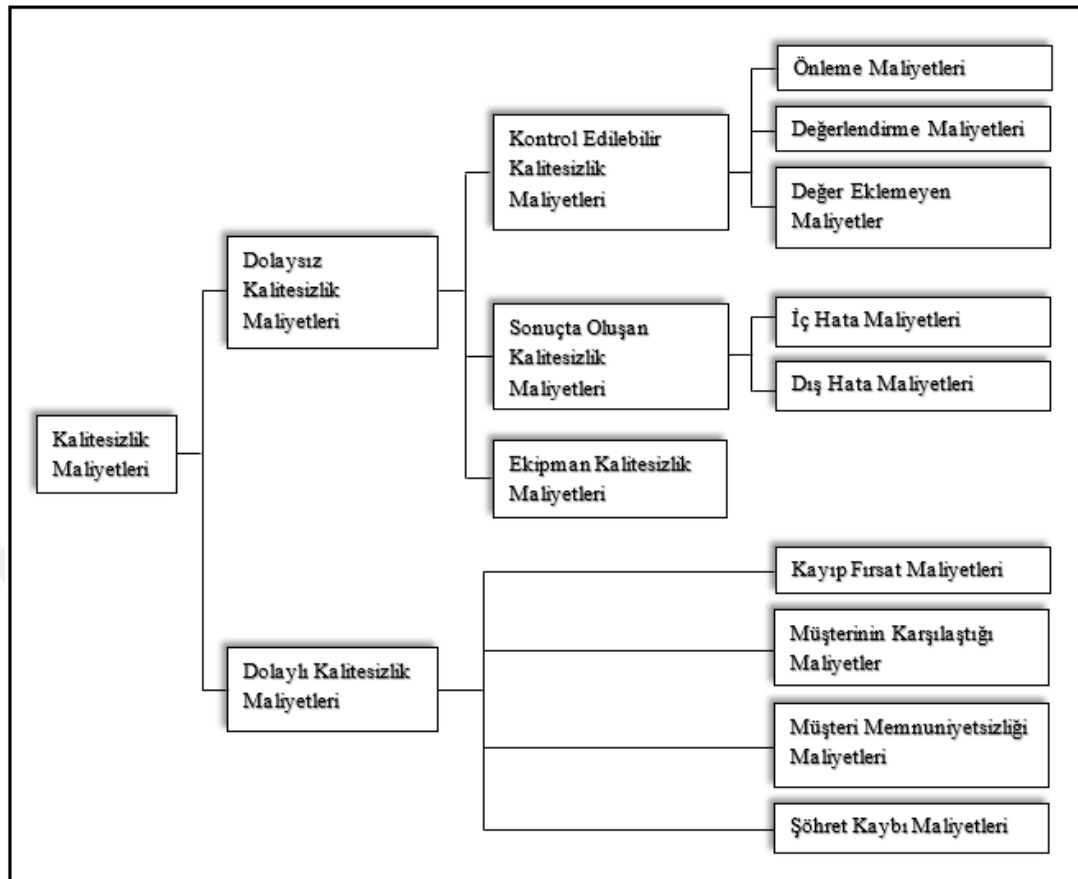 Önleme Maliyetleri
Değerlendirme Maliyetleri
Kontrol Edilebilir
Kalitesizlik
Maliyetleri
Değer Eklemeyen
Maliyetler
Dolaysız
Kalitesizlik
Maliyetleri
Sonuçta Oluşan
Kalitesizlik
Maliyetleri
İç Hata Maliyetleri
Dış Hata Maliyetleri
Kalitesizlik
Maliyetleri
Ekipman Kalitesizlik
Maliyetleri
Kayıp Fırsat Maliyetleri
Müşterinin Karşılaştığı
Maliyetler
Dolaylı Kalitesizlik
Maliyetleri
Müşteri Memnuniyetsizliği
Maliyetleri
Şöhret Kaybı Maliyetleri